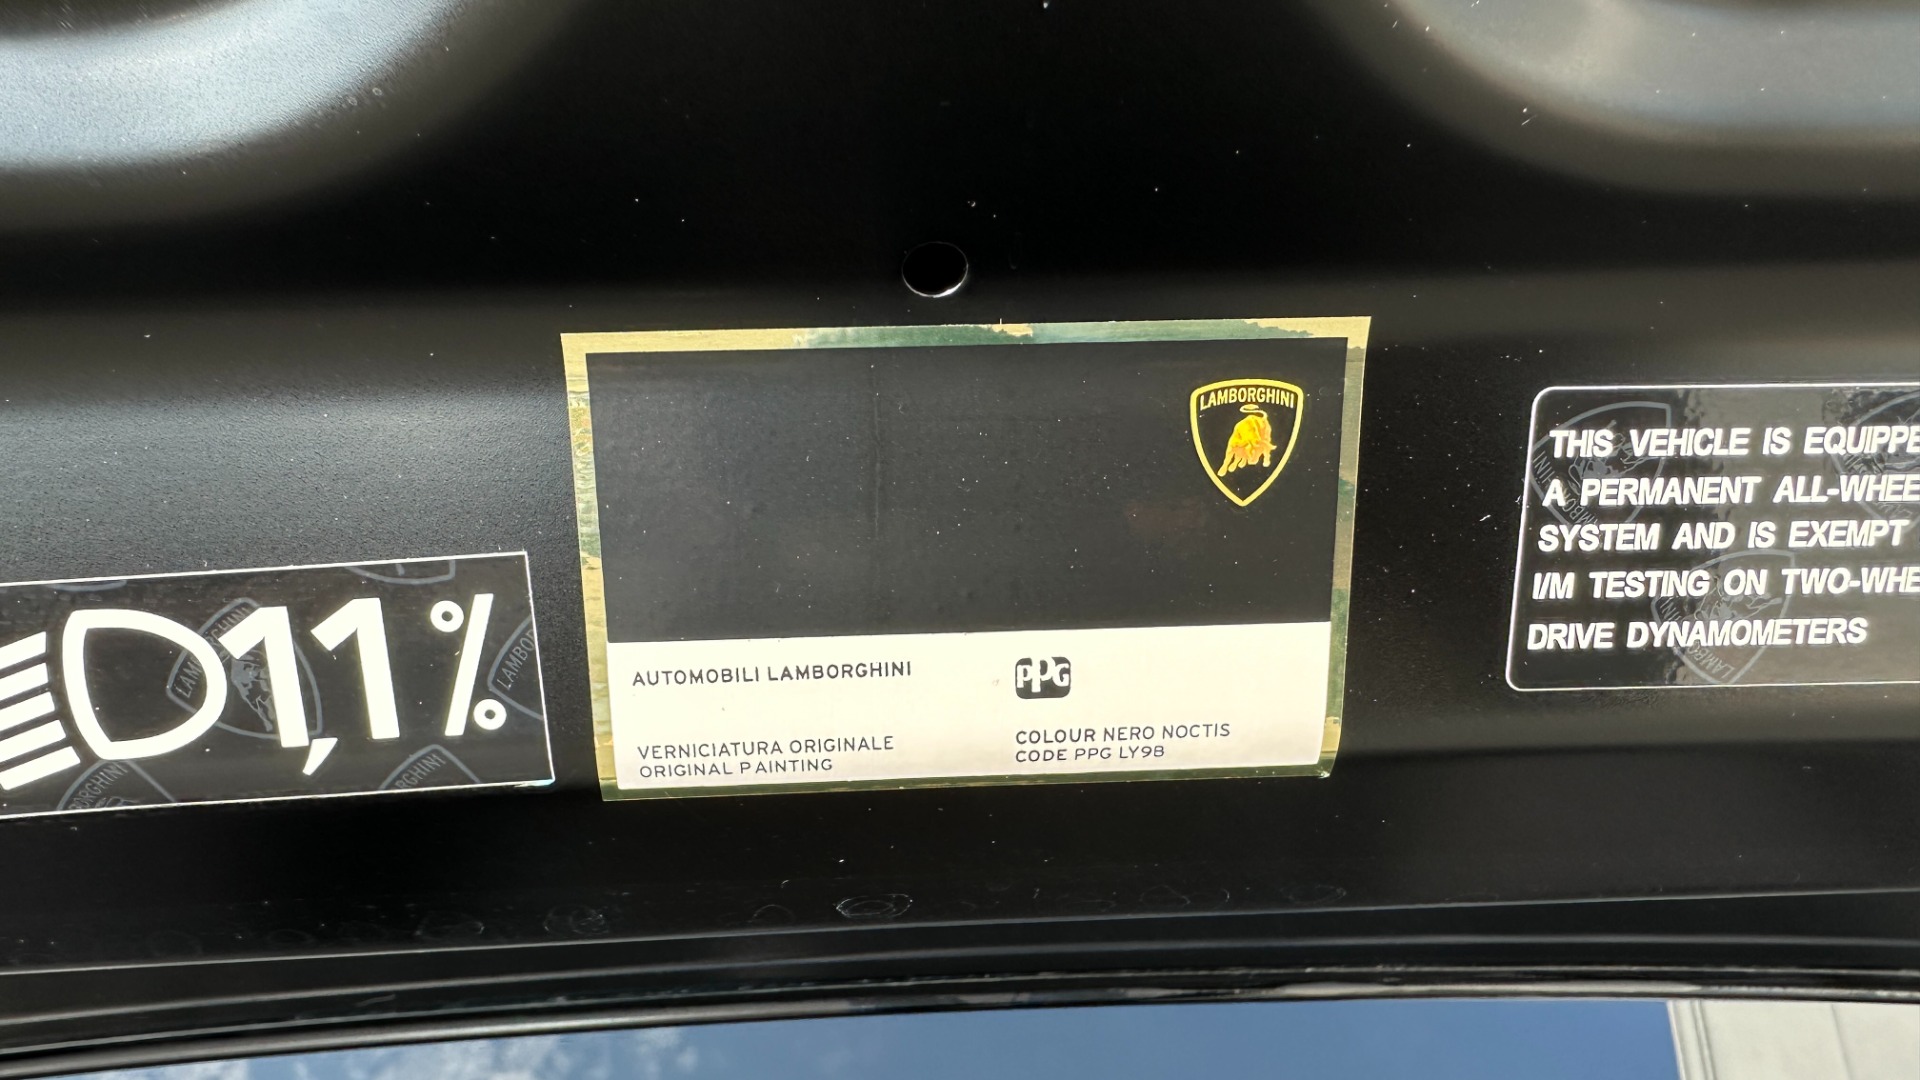 1,1 %
LAMBORGHINI
AUTOMOBILI LAMBORGHINI
PPG
VERNICIATURA ORIGINALE
ORIGINAL PAINTING
COLOUR NERO NOCTIS
CODE PPG LY9B
THIS VEHICLE IS EQUIPPE
A PERMANENT ALL-WHEE
SYSTEM AND IS EXEMPT
I/M TESTING ON TWO-WHE
DRIVE DYNAMOMETERS